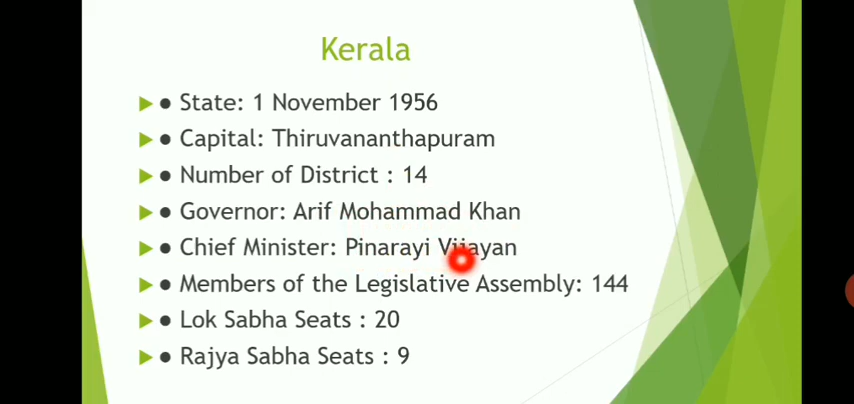 Kerala
● State: 1 November 1956
● Capital: Thiruvananthapuram
● Number of District : 14
● Governor: Arif Mohammad Khan
● Chief Minister: Pinarayi Vijayan
● Members of the Legislative Assembly: 144
● Lok Sabha Seats : 20
● Rajya Sabha Seats : 9